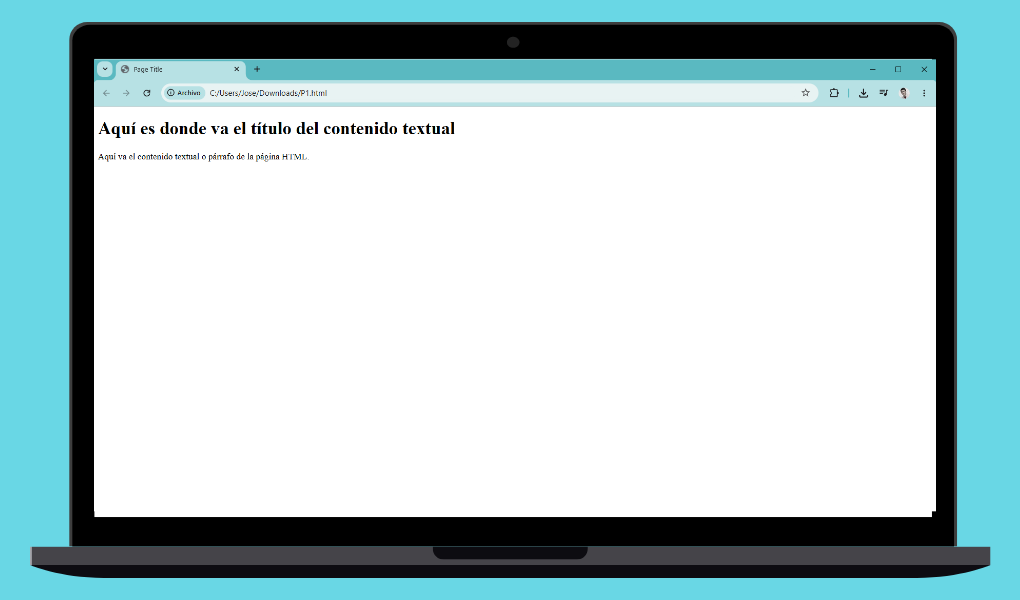 Page Title
Archivo C:/Users/Jose/Downloads/P1.html
Aquí es donde va el título del contenido textual
Aquí va el contenido textual o párrafo de la página HTML.